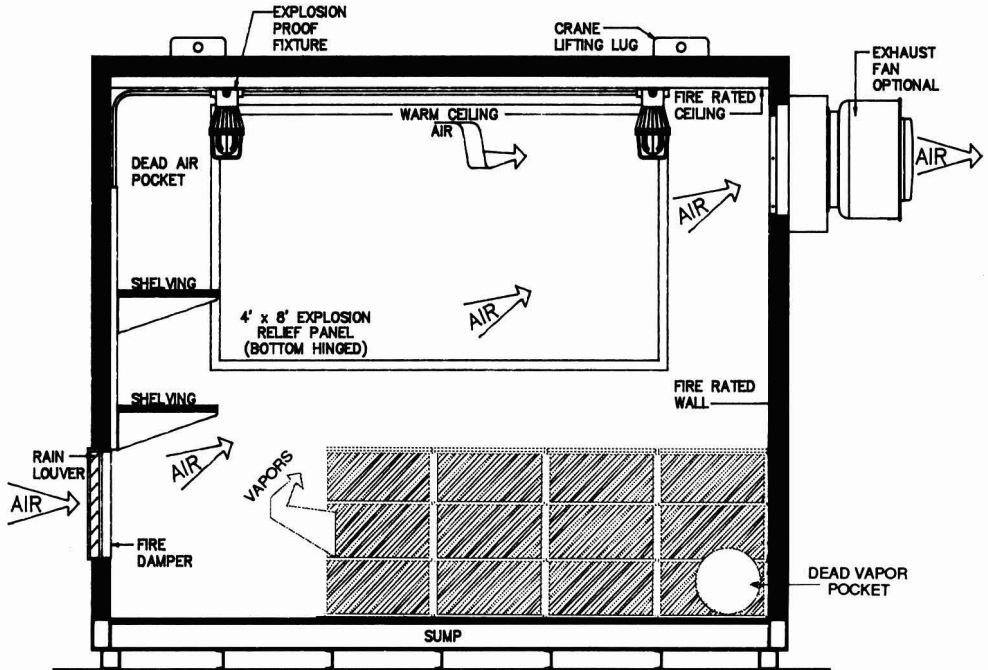 EXPLOSION
PROOF
FIXTURE
CRANE
LIFTING LUG
EXHAUST
FAN
OPTIONAL
FIRE RATED
CEILING
WARM CEILING
AIR
DEAD AIR
POCKET
AIR
AIR
SHELVING
AIR
4' x 8' EXPLOSION
RELIEF PANEL
(BOTTOM HINGED)
FIRE RATED
WALL
SHELVING
RAIN
LOUVER
AIR
VAPORS
AIR
FIRE
DAMPER
DEAD VAPOR
POCKET
SUMP